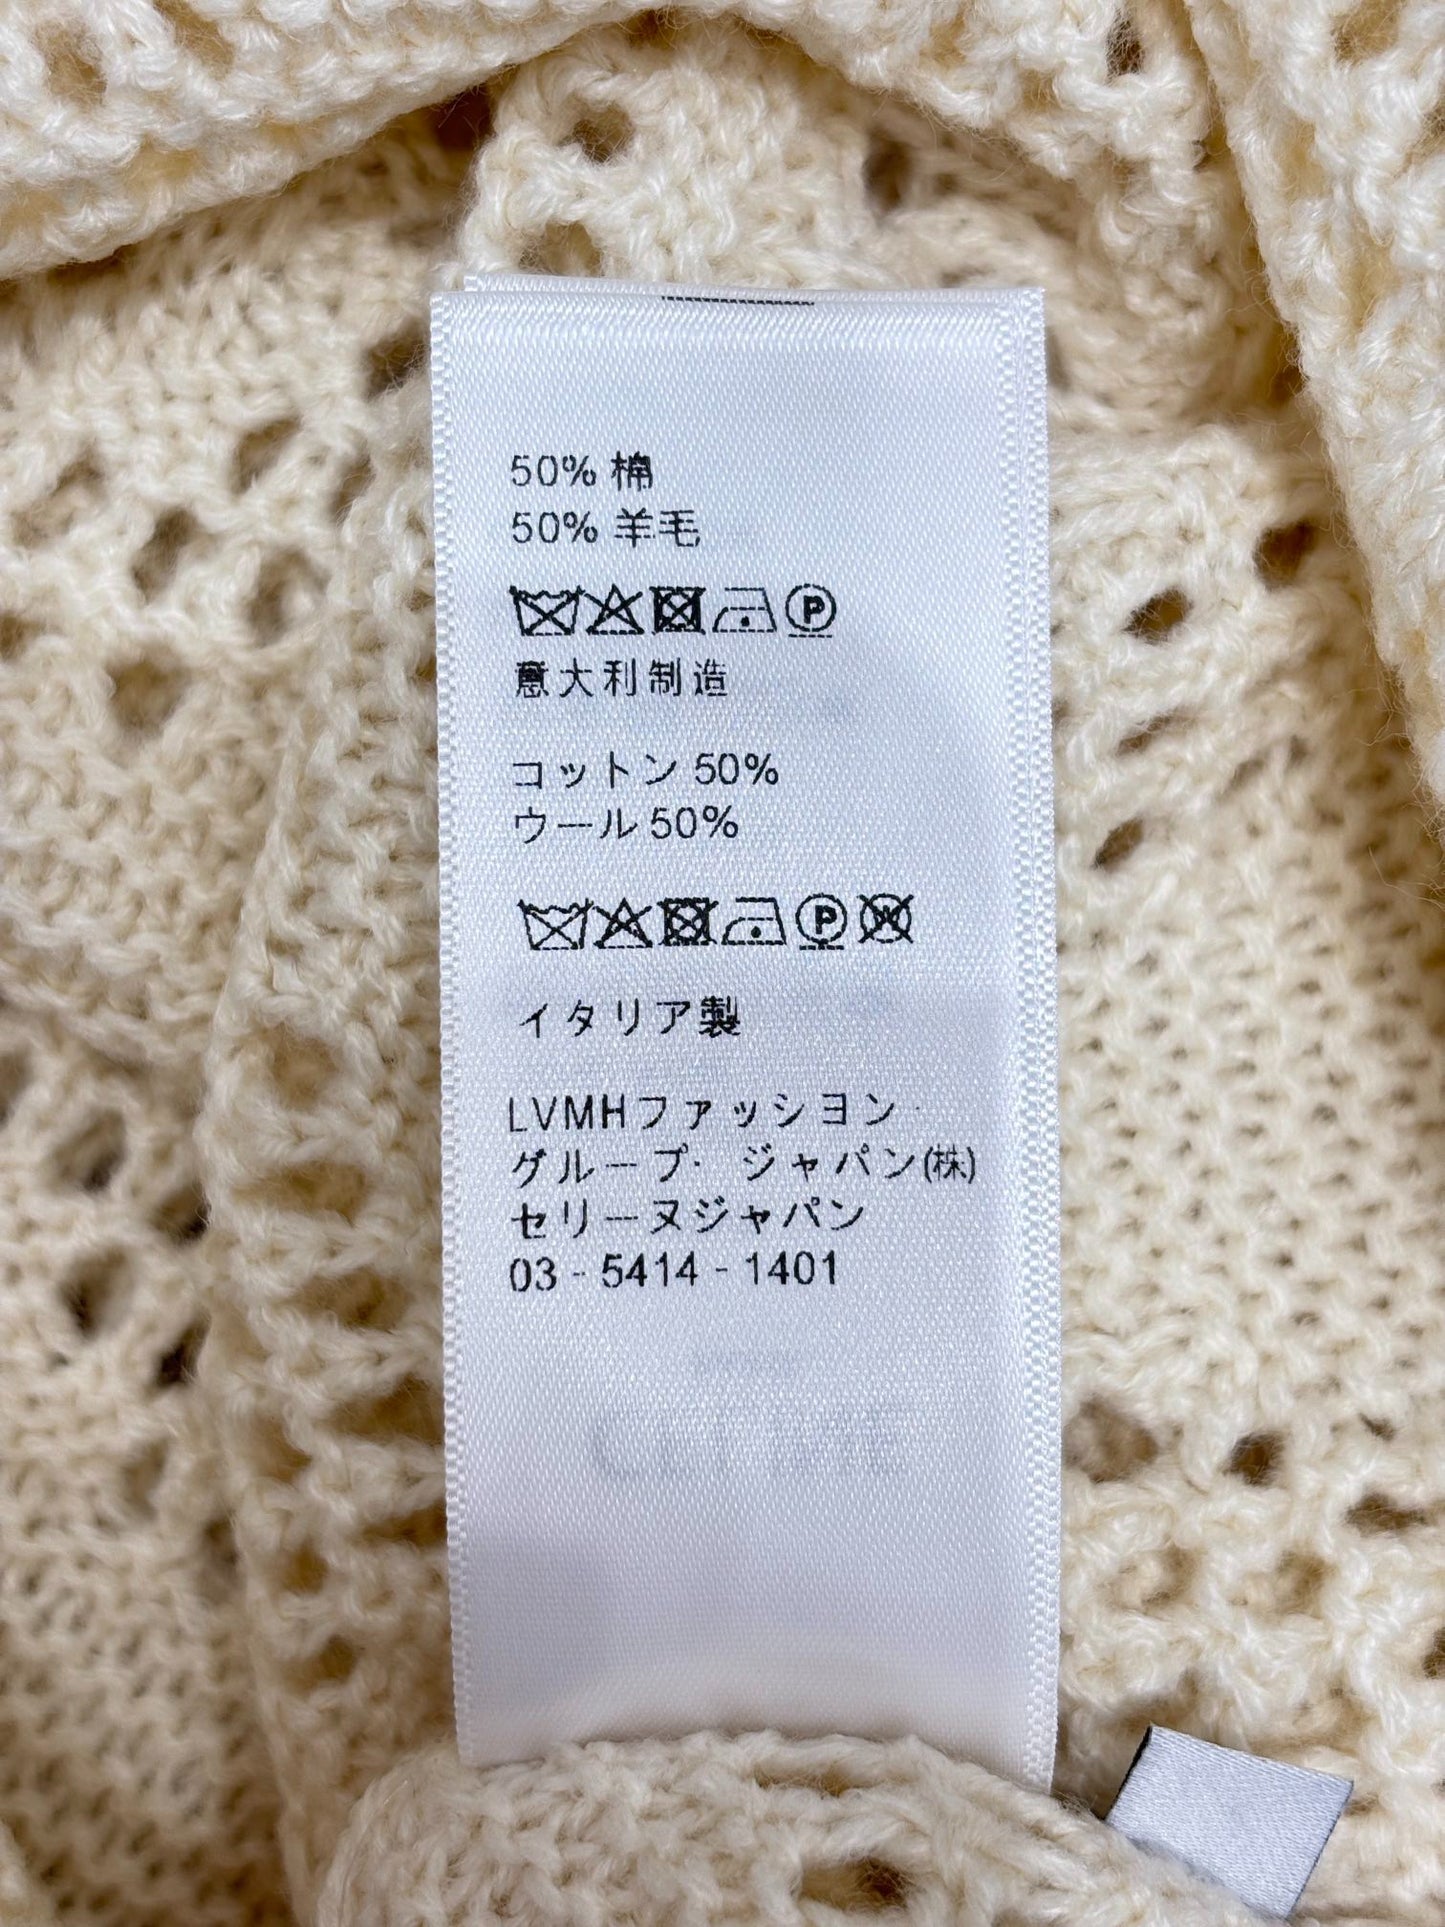 50% 棉
50% 羊毛
P
意大利制造
コットン 50%
ウール 50%
P W
イタリア製
LVMHファッション
グループ・ ジャパン(株)
セリーヌジャパン
03 - 5414 - 1401